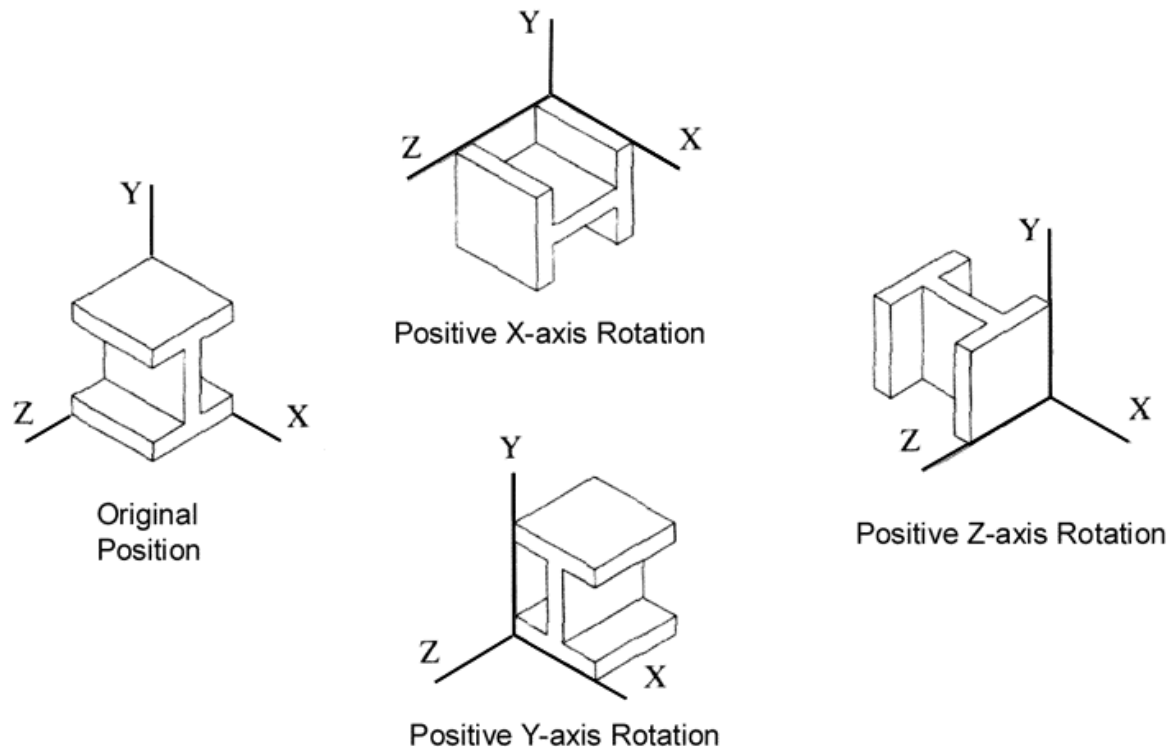 Y
Z
X
Positive X-axis Rotation
Y
Z
X
Original
Position
Y
Z
X
Positive Z-axis Rotation
Y
Z
X
Positive Y-axis Rotation